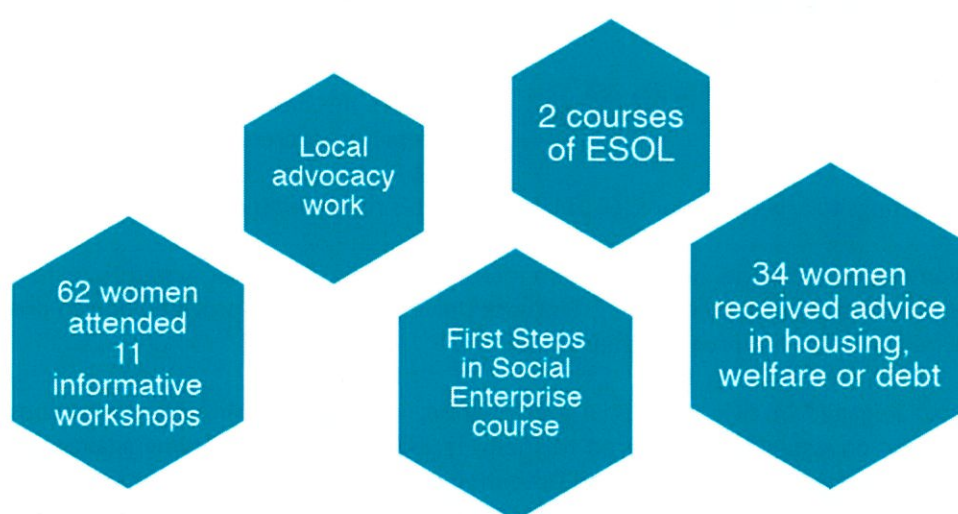 62 women
attended
11
informative
workshops
Local
advocacy
work
First Steps
in Social
Enterprise
course
2 courses
of ESOL
34 women
received advice
in housing,
welfare or debt